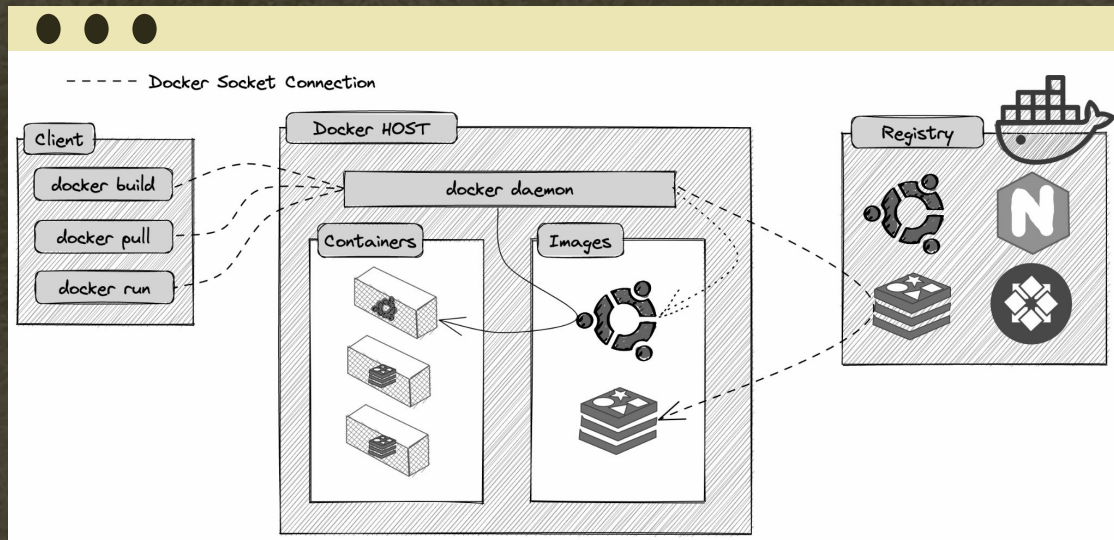 Docker Socket Connection
Client
docker build
docker pull
docker run
Docker HOST
docker daemon
Containers
Images
Registry
N